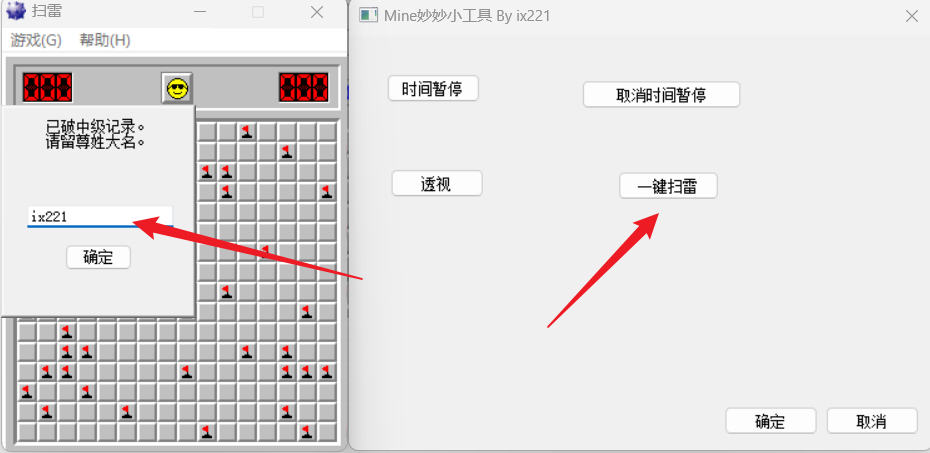 扫雷
游戏(G) 帮助(H)
000
000
已破中级记录。
请留尊姓大名。
ix221
确定
Mine妙妙小工具 By ix221
时间暂停
取消时间暂停
透视
一键扫雷
确定
取消